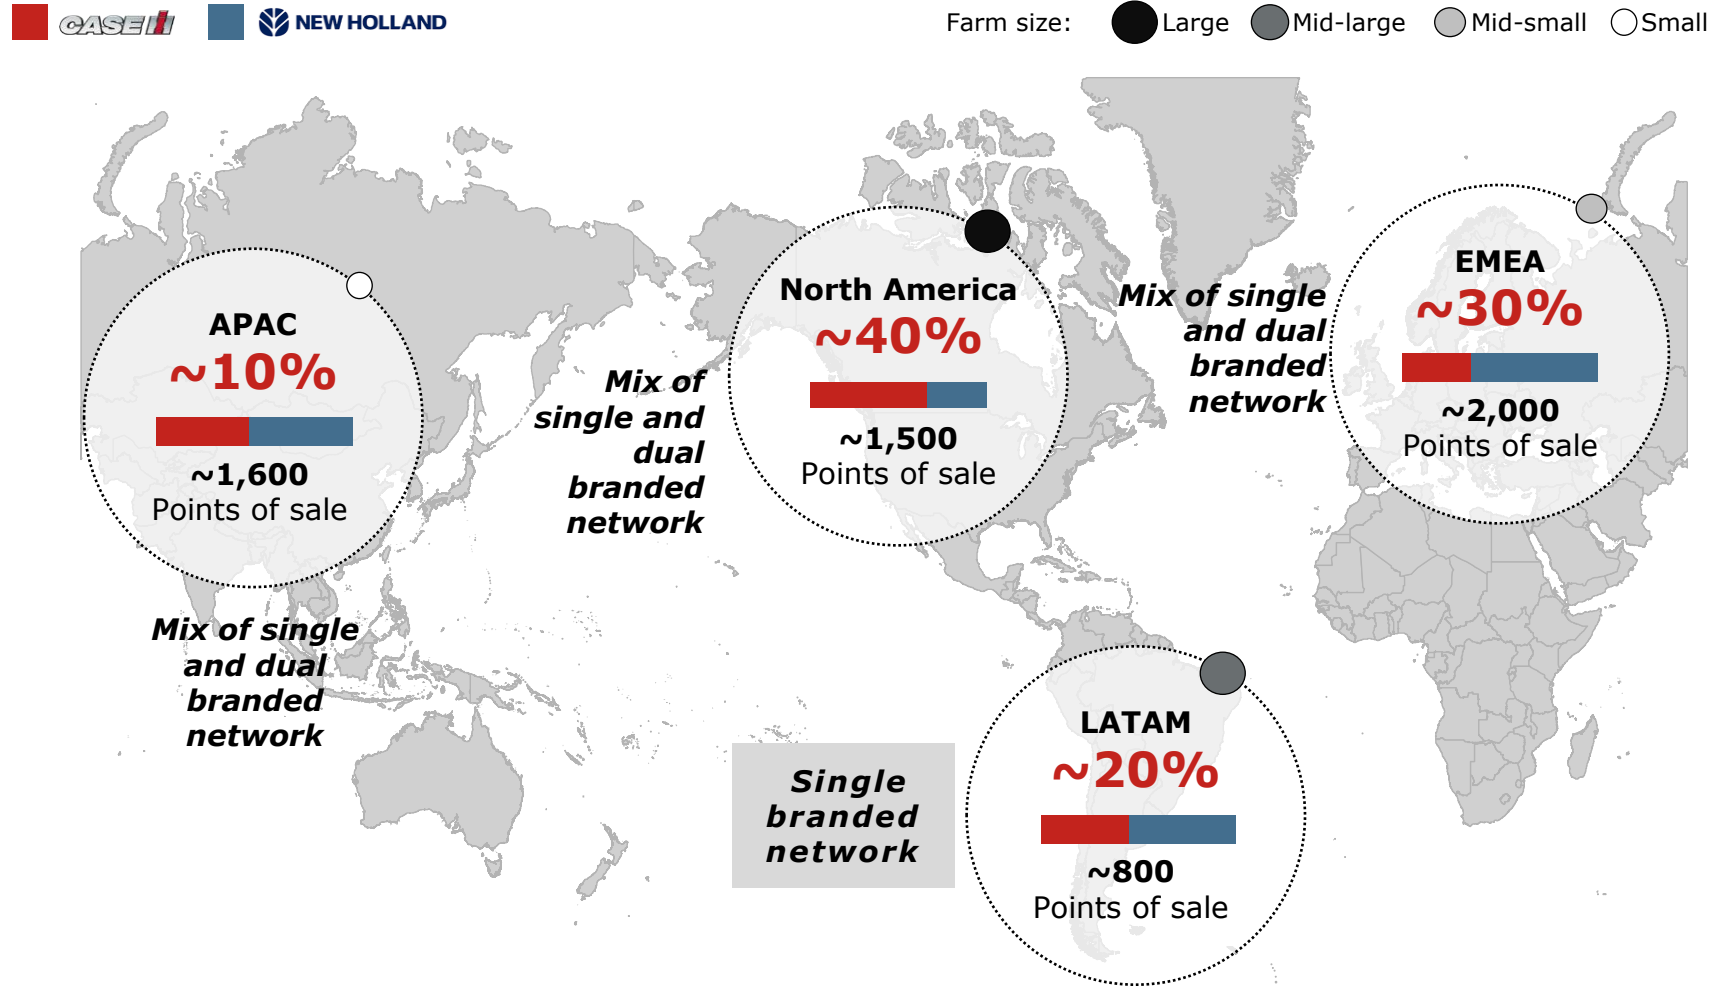 CASE IH
NEW HOLLAND
Farm size:
Large
Mid-large
Mid-small
Small
APAC
~10%
~1,600
Points of sale
Mix of single
and dual
branded
network
North America
~40%
~1,500
Points of sale
Mix of
single and
dual
branded
network
EMEA
~30%
~2,000
Points of sale
Mix of single
and dual
branded
network
LATAM
~20%
~800
Points of sale
Single
branded
network